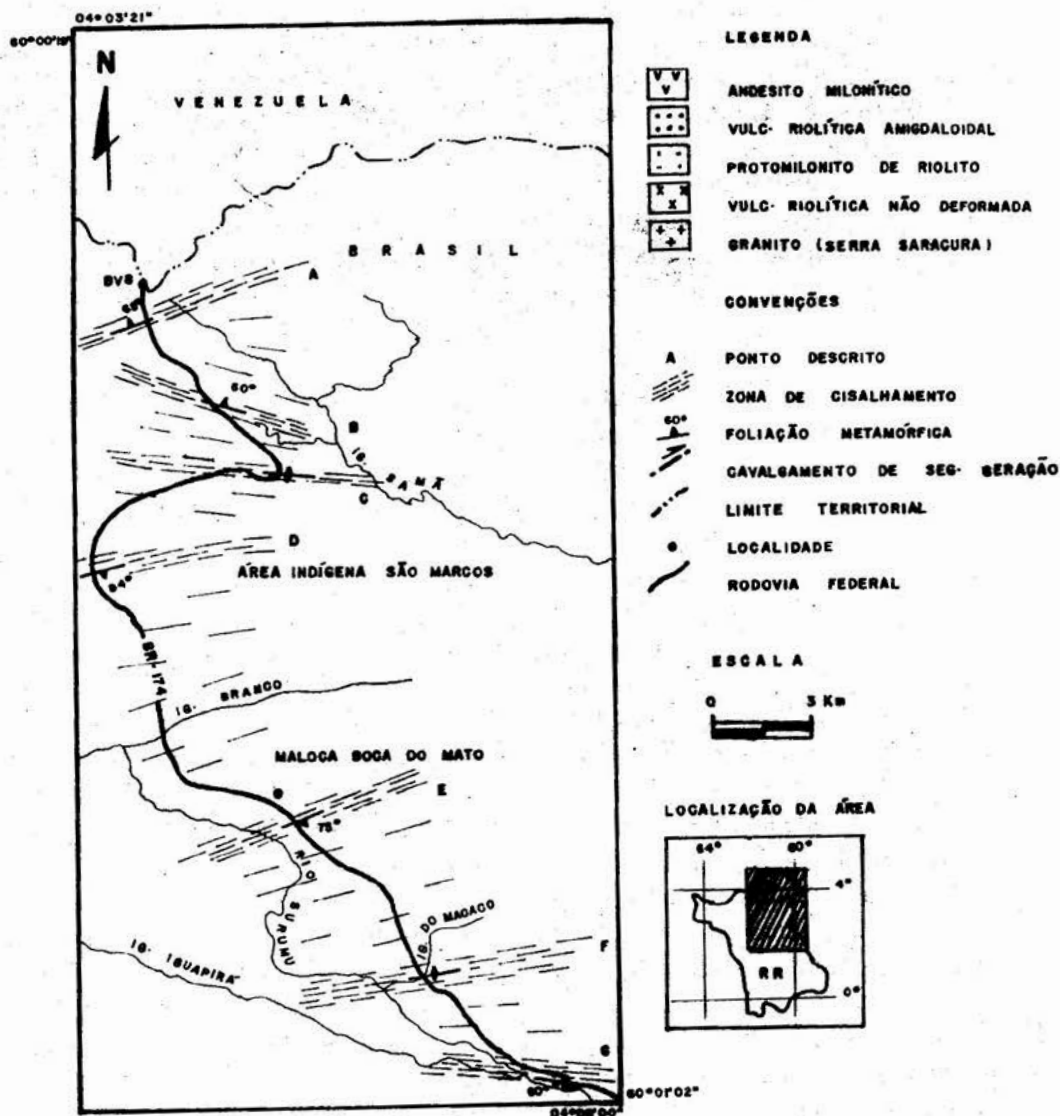 04°03'21"
60°00'19"
N
VENEZUELA
BRASIL
BV8
A
65°
60°
B
IG. SAMÃ
C
D
ÁREA INDÍGENA SÃO MARCOS
84°
BR-174
IG. BRANCO
MALOCA BOCA DO MATO
E
75°
RIO SURUMU
IG. DO MACACO
IG. IGUAPIRA
F
G
60°
60°01'02"
LEGENDA
V V V
ANDESITO MILONÍTICO
VULC. RIOLÍTICA AMIGDALOIDAL
PROTOMILONITO DE RIOLITO
X X X
VULC. RIOLÍTICA NÃO DEFORMADA
GRANITO (SERRA SARACURA)
CONVENÇÕES
A PONTO DESCRITO
ZONA DE CISALHAMENTO
60° FOLIAÇÃO METAMÓRFICA
CAVALGAMENTO DE SEG. GERAÇÃO
LIMITE TERRITORIAL
LOCALIDADE
RODOVIA FEDERAL
ESCALA
0 3 Km
LOCALIZAÇÃO DA ÁREA
64° 60°
4°
RR
0°